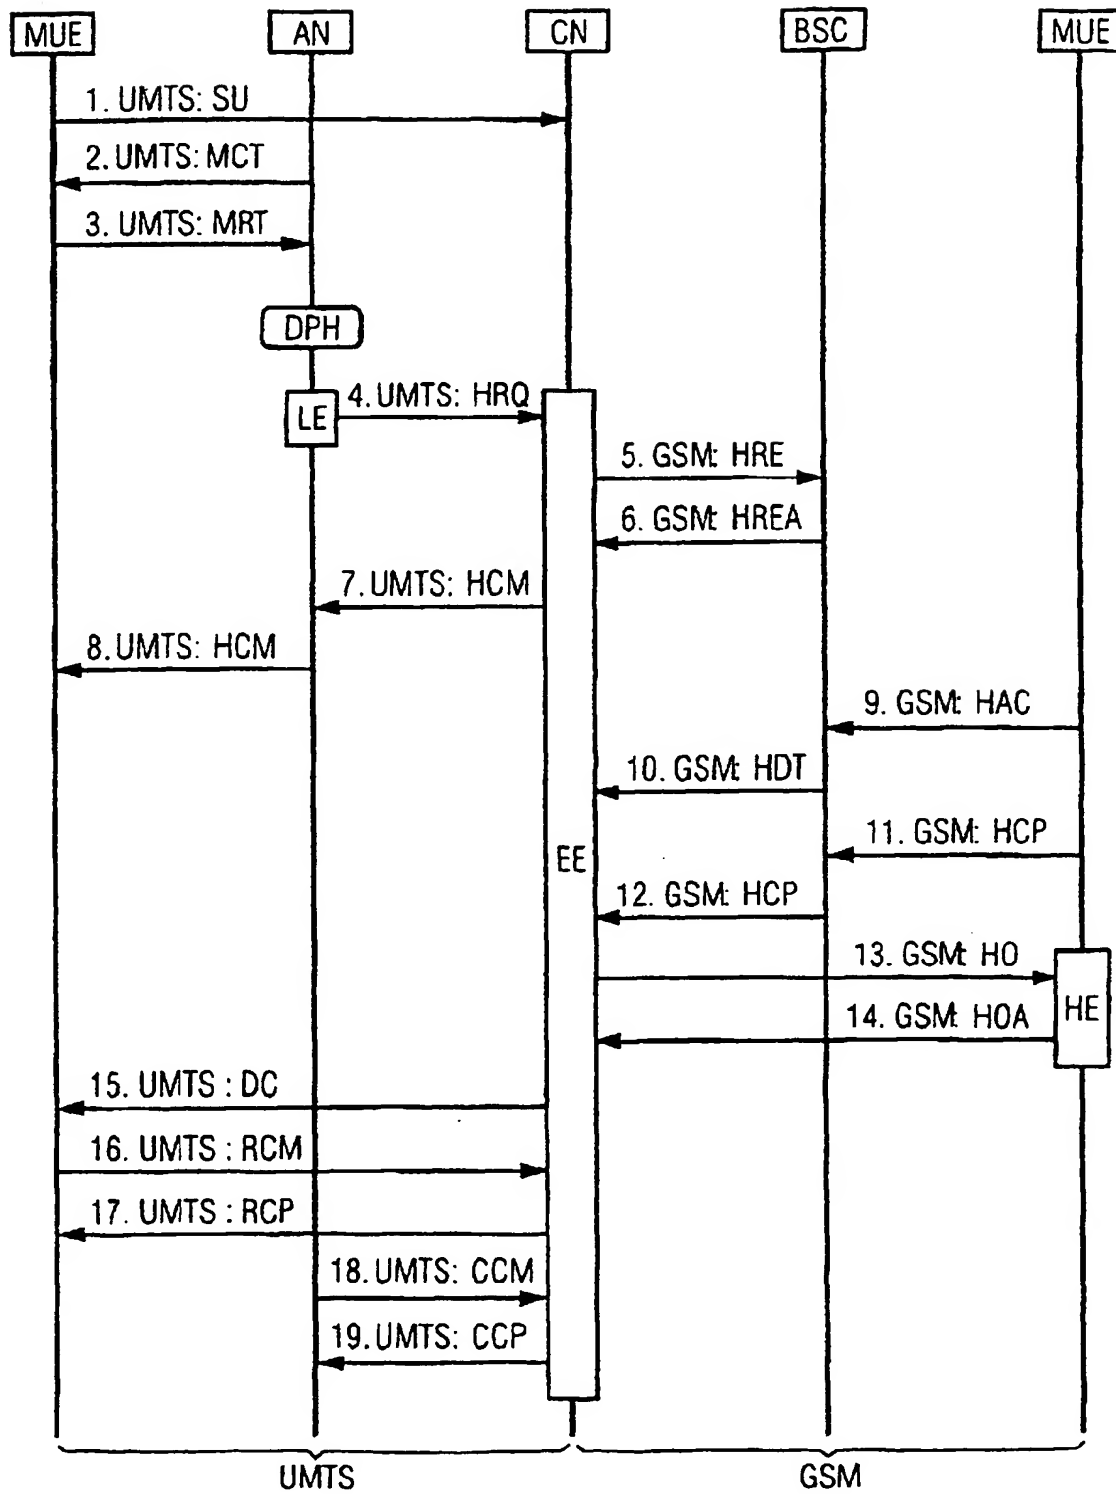 MUE AN CN BSC MUE
1. UMTS: SU
2. UMTS: MCT
3. UMTS: MRT
DPH
LE
4. UMTS: HRQ
5. GSM: HRE
6. GSM: HREA
7. UMTS: HCM
8. UMTS: HCM
9. GSM: HAC
10. GSM: HDT
11. GSM: HCP
EE
12. GSM: HCP
13. GSM: HO
HE
14. GSM: HOA
15. UMTS : DC
16. UMTS : RCM
17. UMTS : RCP
18. UMTS: CCM
19. UMTS: CCP
UMTS GSM